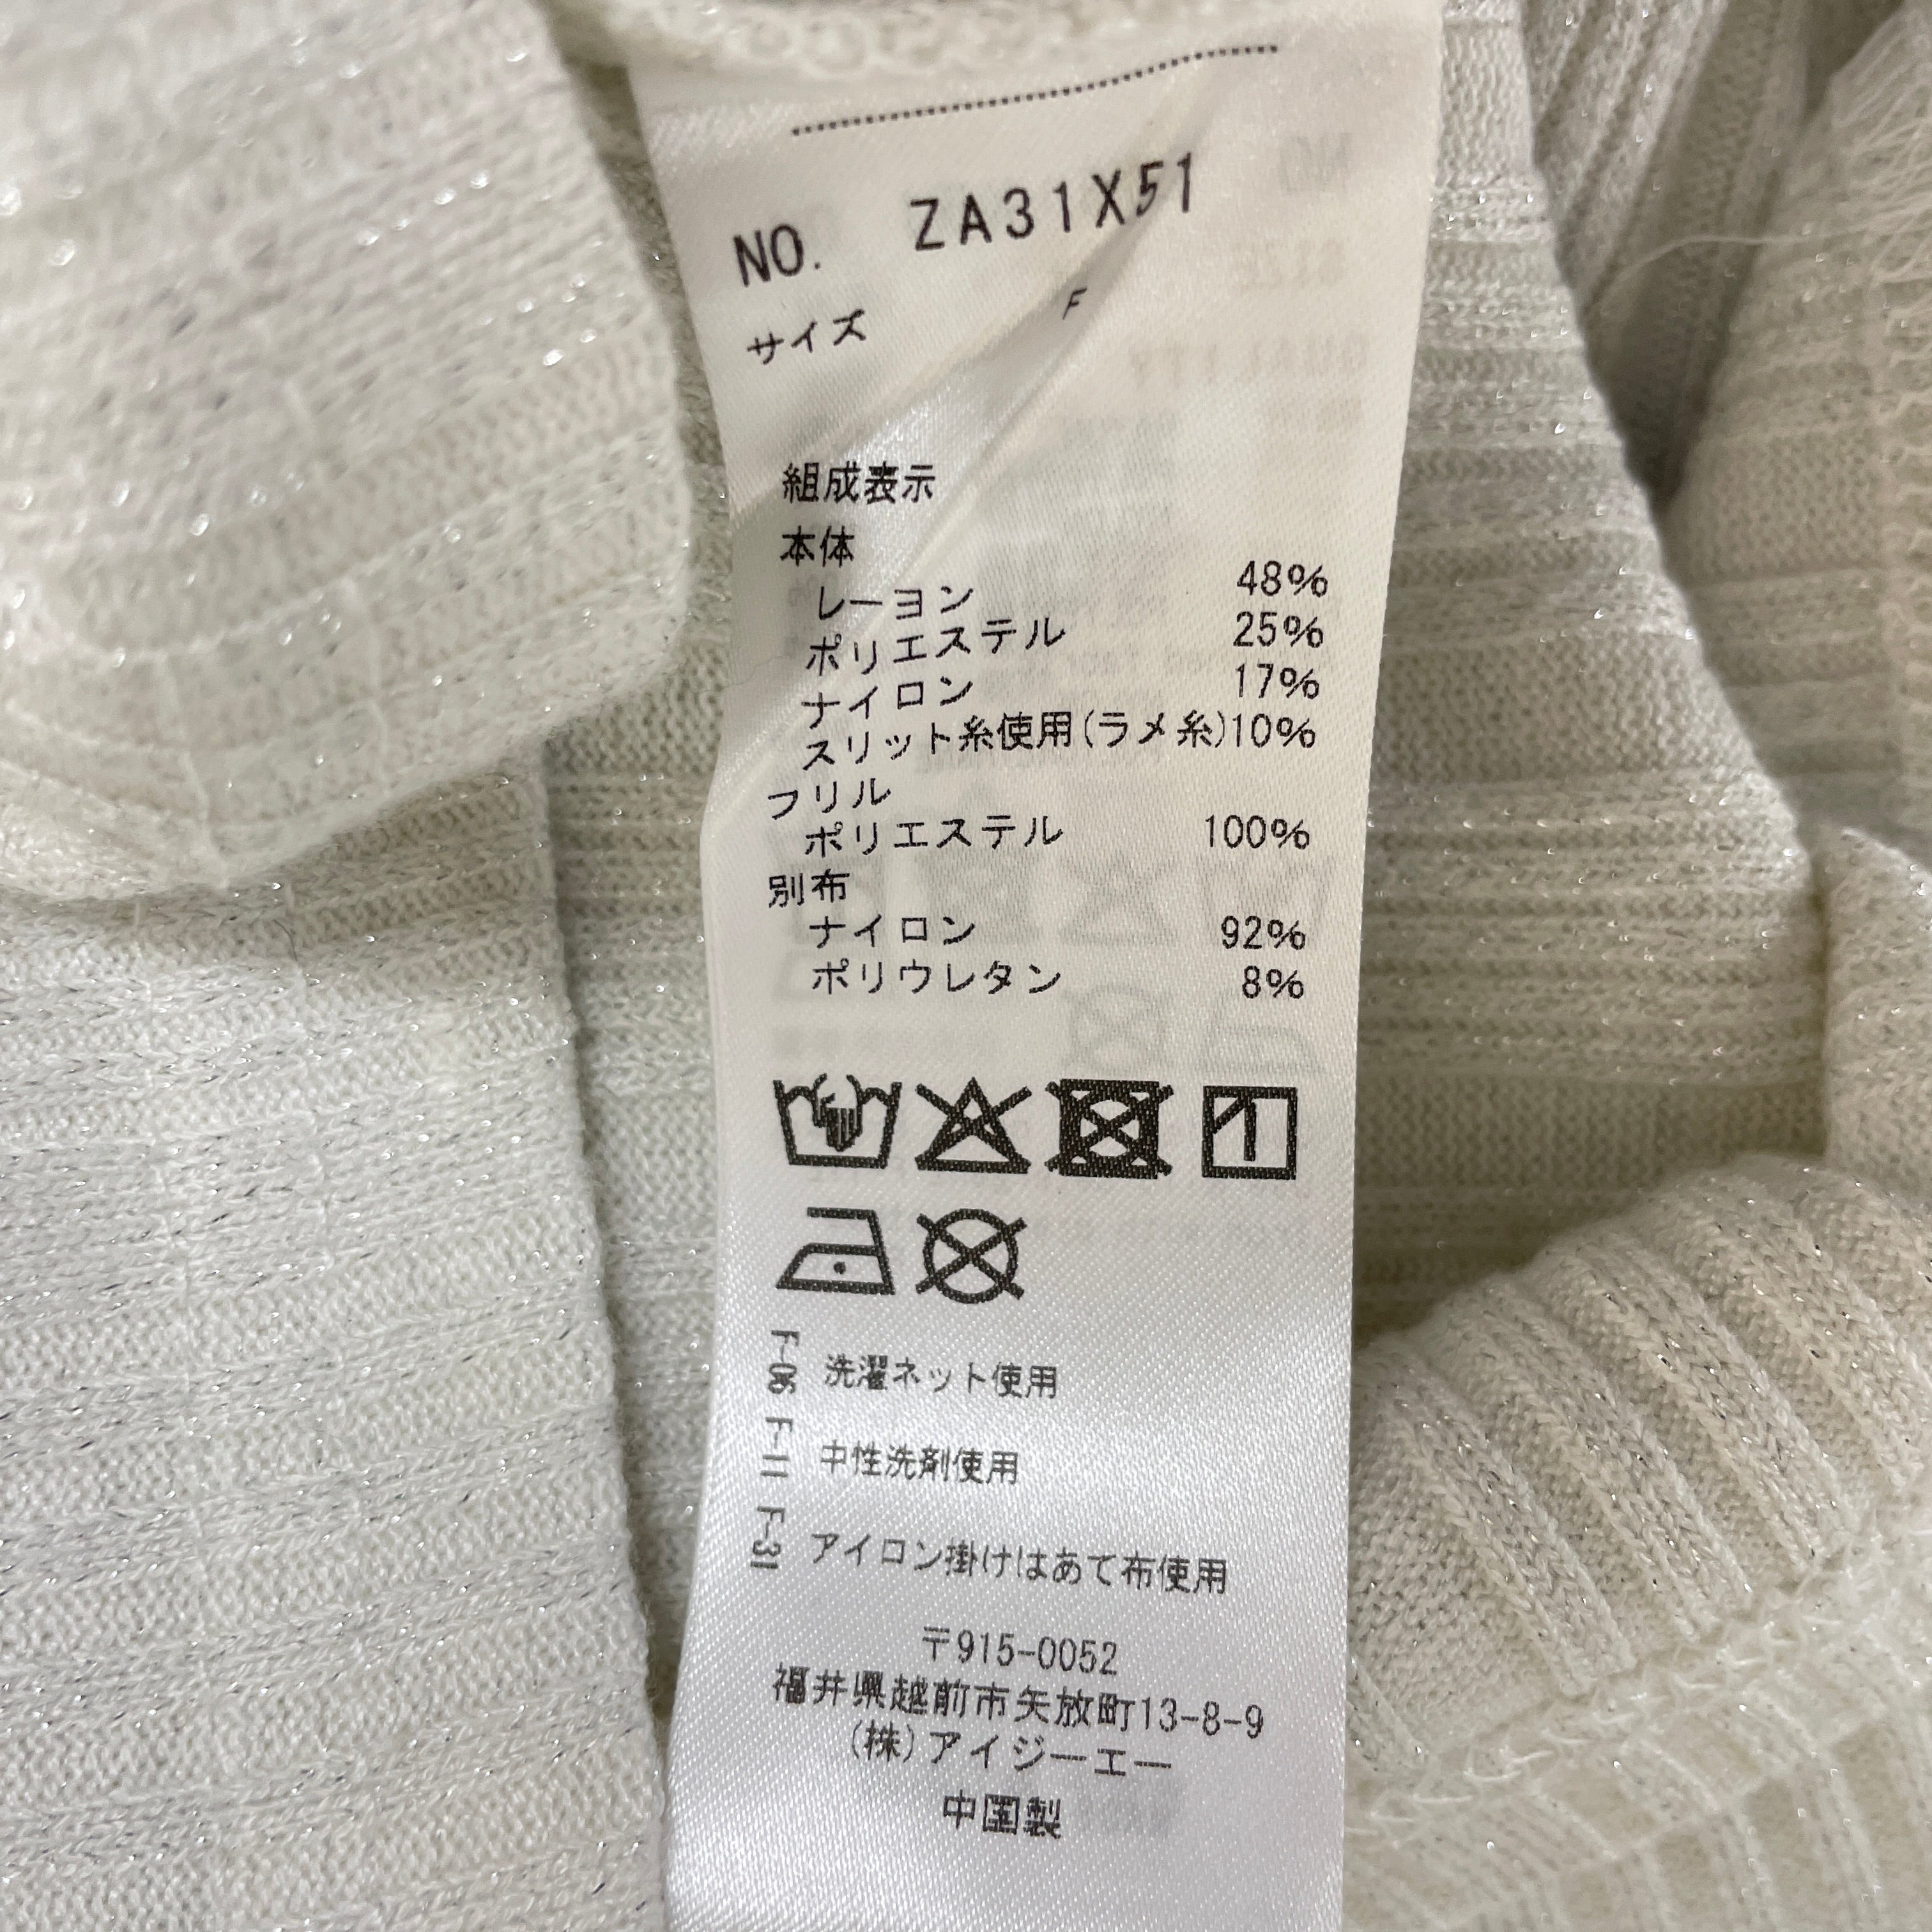 NO. ZA31X51
サイズ F
組成表示
本体
レーヨン 48%
ポリエステル 25%
ナイロン 17%
スリット糸使用(ラメ糸)10%
フリル
ポリエステル 100%
別布
ナイロン 92%
ポリウレタン 8%
F-06 洗濯ネット使用
F-11 中性洗剤使用
F-31 アイロン掛けはあて布使用
〒915-0052
福井県越前市矢放町13-8-9
(株)アイジーエー
中国製